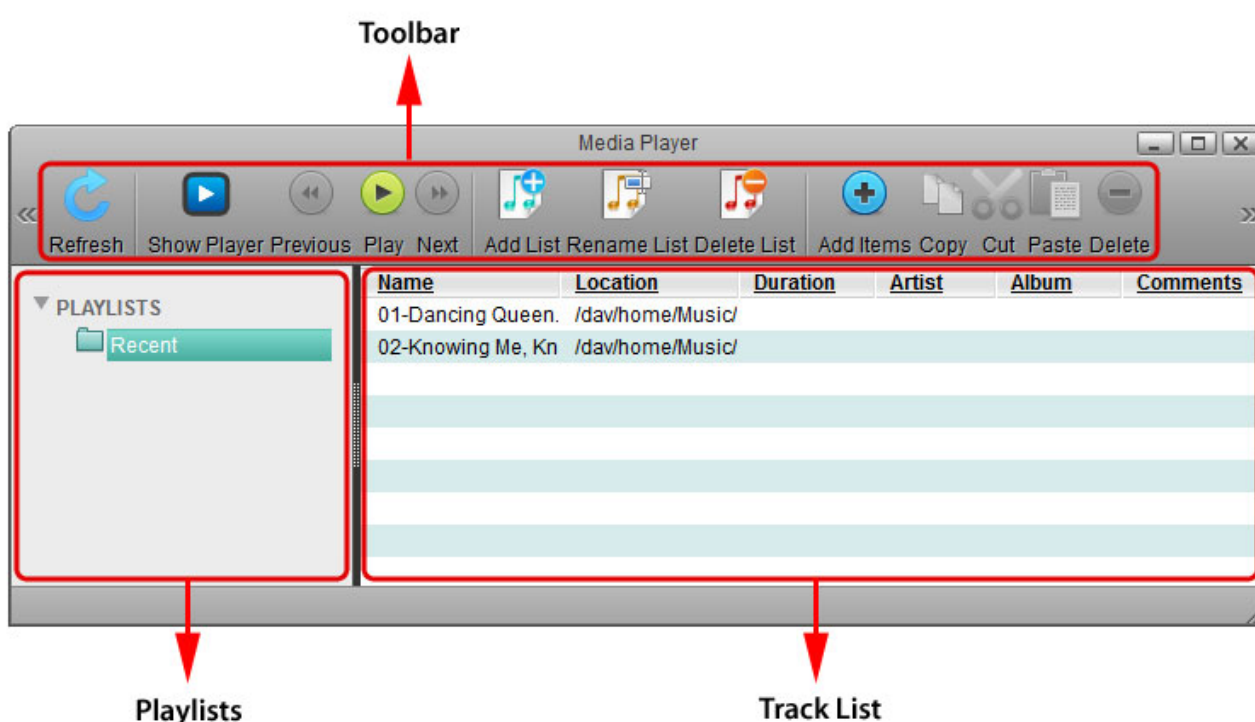 Toolbar
Media Player
Refresh Show Player Previous Play Next Add List Rename List Delete List Add Items Copy Cut Paste Delete
PLAYLISTS
Recent
Name Location Duration Artist Album Comments
01-Dancing Queen. /dav/home/Music/
02-Knowing Me, Kn /dav/home/Music/
Playlists
Track List